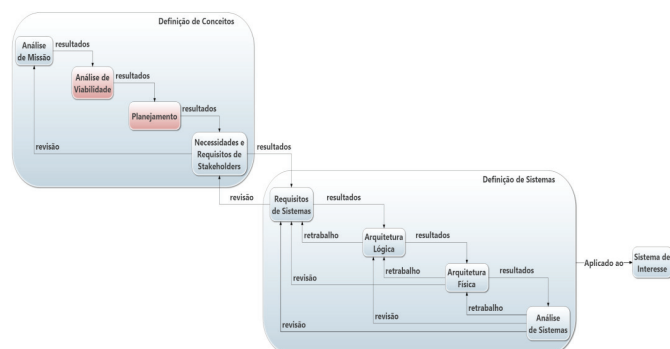 Definição de Conceitos
Análise
de Missão
resultados
Análise de
Viabilidade
resultados
Planejamento
resultados
revisão
Necessidades e
Requisitos de
Stakeholders
resultados
Definição de Sistemas
revisão
Requisitos
de Sistemas
resultados
retrabalho
Arquitetura
Lógica
resultados
revisão
retrabalho
Arquitetura
Física
resultados
Aplicado ao
Sistema de
Interesse
retrabalho
revisão
revisão
Análise
de Sistemas